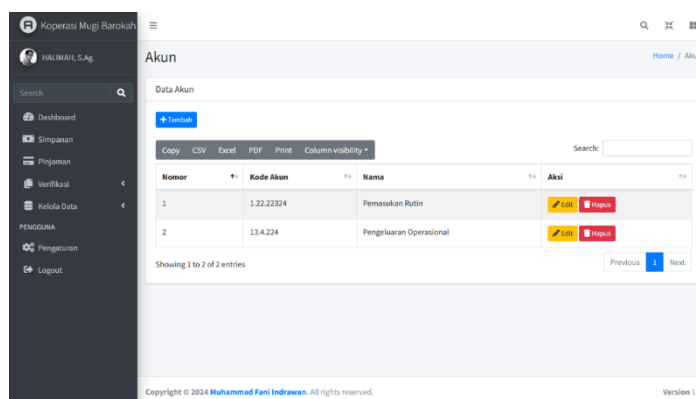 Koperasi Mugi Barokah
HALIMAH, S.Ag.
Search
Dashboard
Simpanan
Pinjaman
Verifikasi
Kelola Data
PENGGUNA
Pengaturan
Logout
Akun
Home / Aku
Data Akun
+ Tambah
Copy CSV Excel PDF Print Column visibility
Search:
Nomor Kode Akun Nama Aksi
1 1.22.22324 Pemasukan Rutin Edit Hapus
2 13.4.224 Pengeluaran Operasional Edit Hapus
Showing 1 to 2 of 2 entries
Previous 1 Next
Copyright © 2024 Muhammad Fani Indrawan. All rights reserved.
Version 1